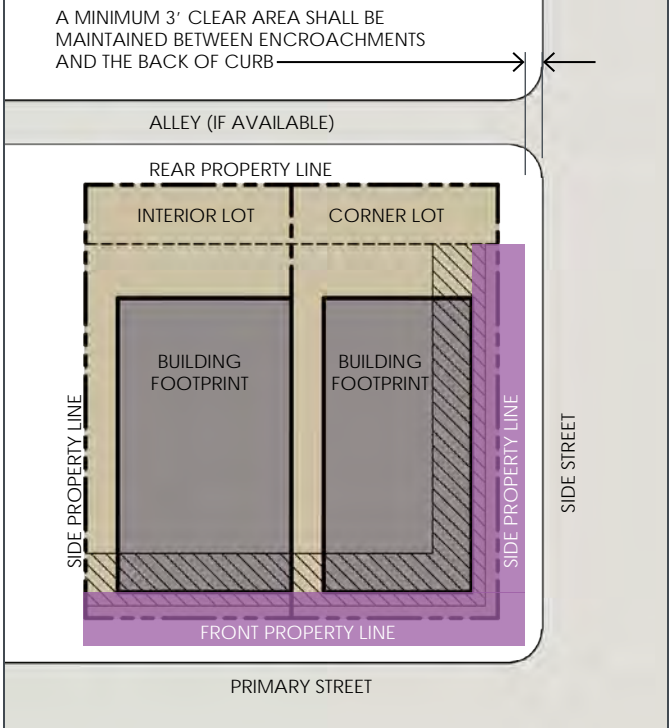 A MINIMUM 3' CLEAR AREA SHALL BE
MAINTAINED BETWEEN ENCROACHMENTS
AND THE BACK OF CURB
ALLEY (IF AVAILABLE)
REAR PROPERTY LINE
INTERIOR LOT
CORNER LOT
BUILDING
FOOTPRINT
BUILDING
FOOTPRINT
SIDE PROPERTY LINE
SIDE PROPERTY LINE
SIDE STREET
FRONT PROPERTY LINE
PRIMARY STREET